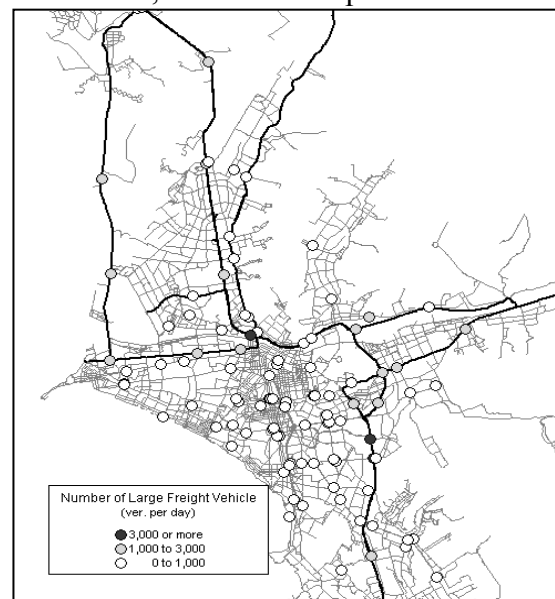 Number of Large Freight Vehicle
(ver. per day)
3,000 or more
1,000 to 3,000
0 to 1,000